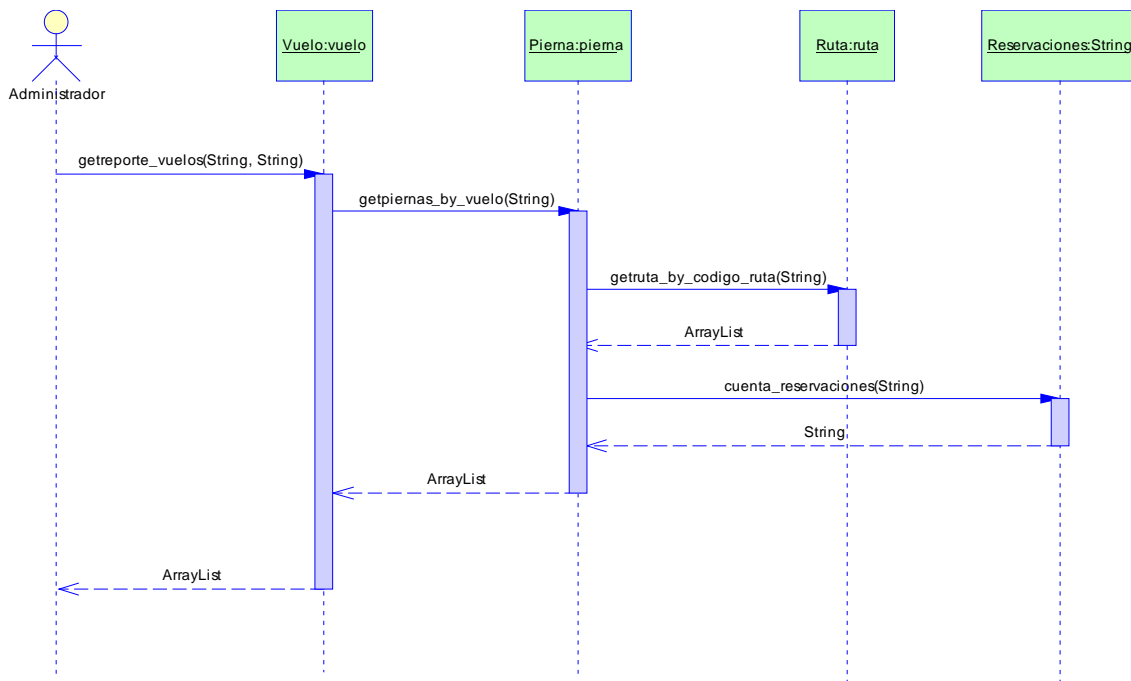 Vuelo:vuelo
Pierna:pierna
Ruta:ruta
Reservaciones:String
Administrador
getreporte_vuelos(String, String)
getpiernas_by_vuelo(String)
getruta_by_codigo_ruta(String)
ArrayList
cuenta_reservaciones(String)
String
ArrayList
ArrayList